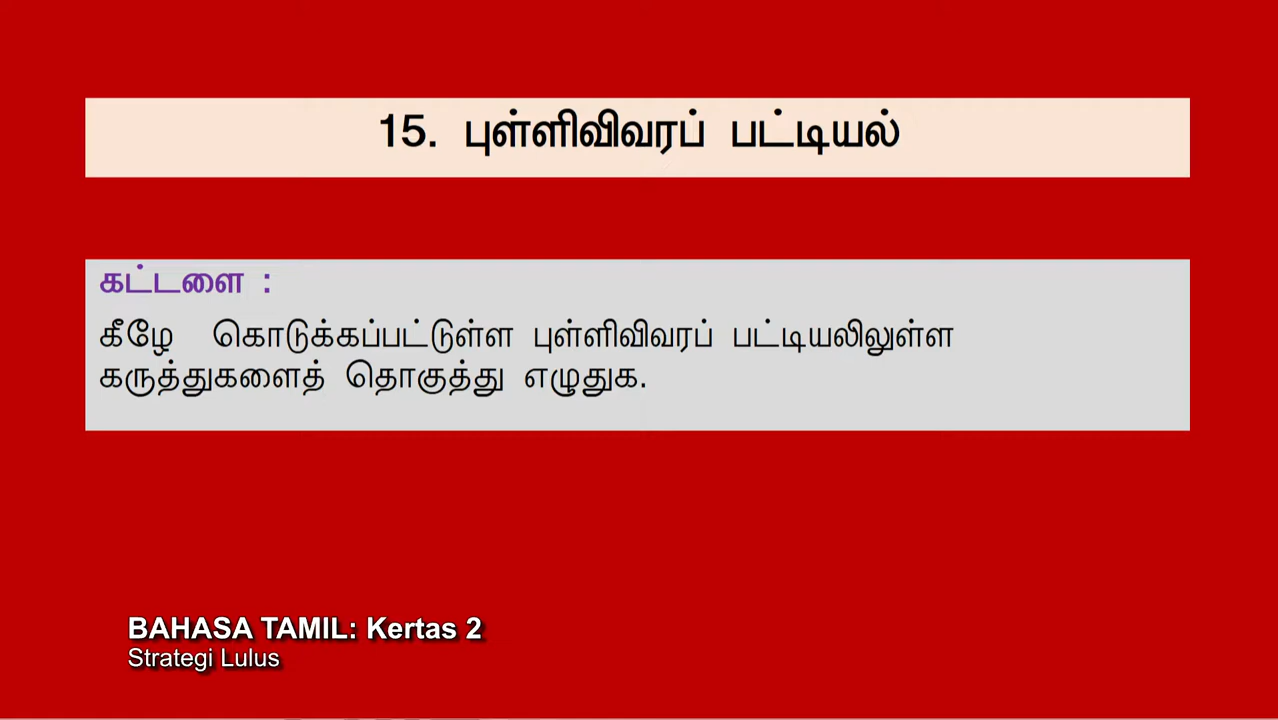 15. புள்ளிவிவரப் பட்டியல்
கட்டளை :
கீழே கொடுக்கப்பட்டுள்ள புள்ளிவிவரப் பட்டியலிலுள்ள
கருத்துகளைத் தொகுத்து எழுதுக.
BAHASA TAMIL: Kertas 2
Strategi Lulus